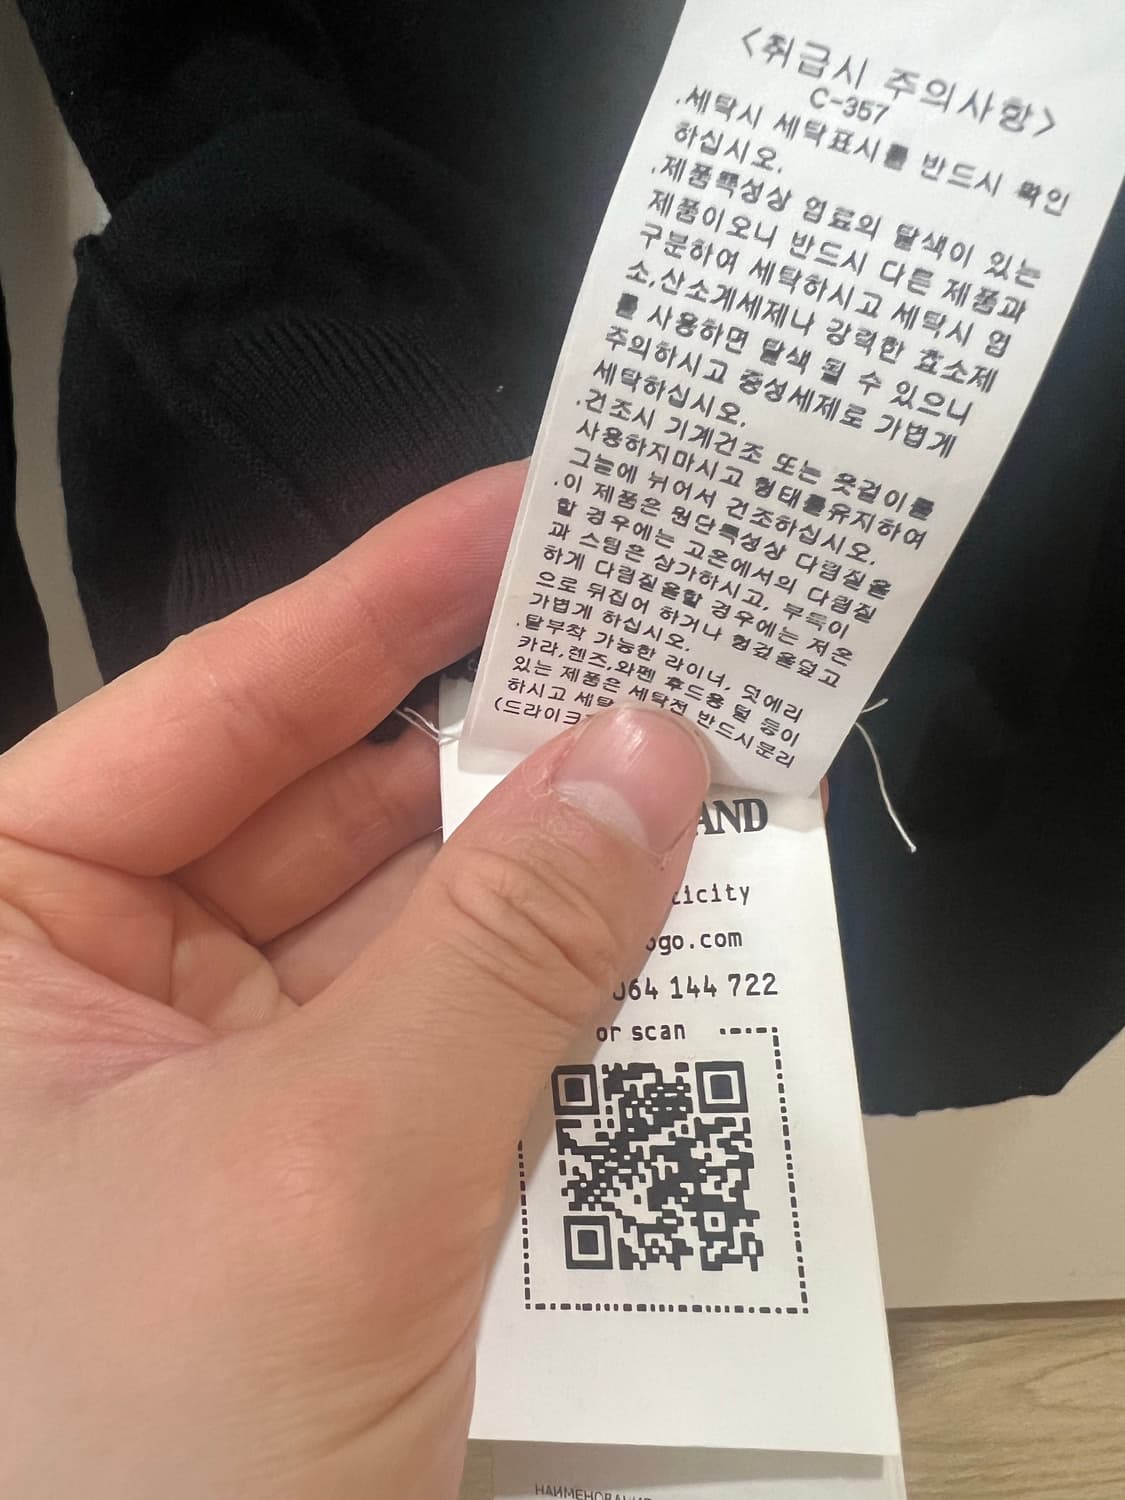 <취급시 주의사항>
C-357
.세탁시 세탁표시를 반드시 확인
하십시오.
.제품특성상 염료의 탈색이 있는
제품이오니 반드시 다른 제품과
구분하여 세탁하시고 세탁시 염
소,산소계세제나 강력한 효소제
를 사용하면 탈색 될 수 있으니
주의하시고 중성세제로 가볍게
세탁하십시오.
.건조시 기계건조 또는 옷걸이를
사용하지마시고 형태를유지하여
그늘에 뉘어서 건조하십시오.
.이 제품은 원단특성상 다림질을
할 경우에는 고온에서의 다림질
과 스팀은 삼가하시고, 부득이
하게 다림질을할 경우에는 저온
으로 뒤집어 하거나 헝겊을덮고
가볍게 하십시오.
.탈부착 가능한 라이너, 덧에리
카라,렌즈,와펜 후드용 털 등이
있는 제품은 세탁전 반드시분리
하시고 세탁
(드라이크
AND
ticity
ogo.com
064 144 722
or scan
НАИМЕНОВАНИЕ